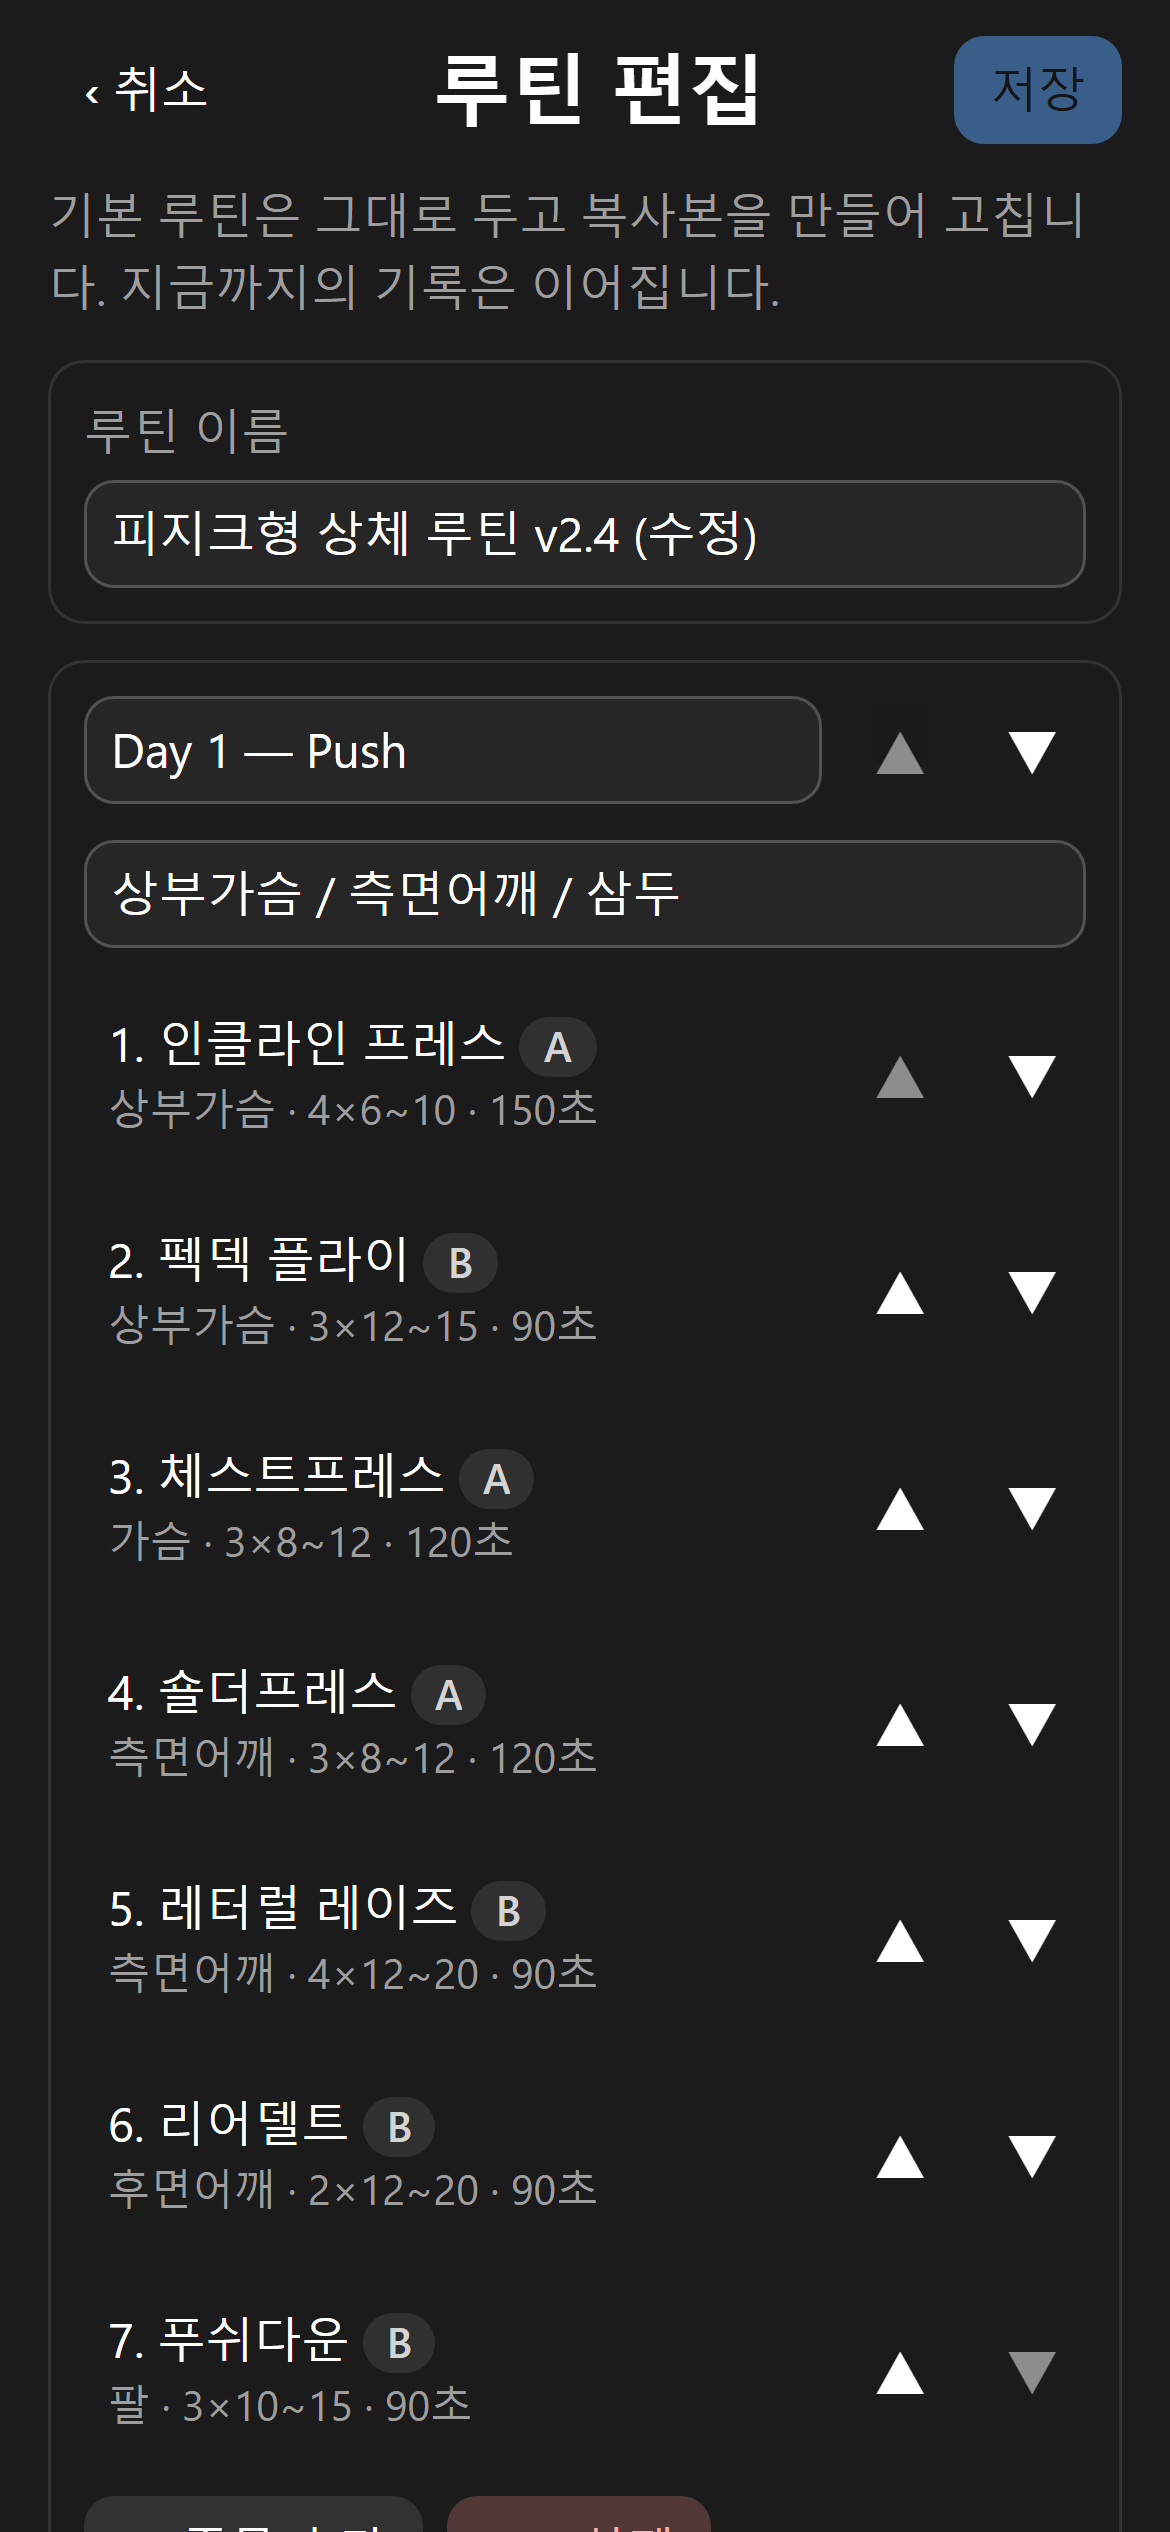 ‹ 취소
루틴 편집
저장
기본 루틴은 그대로 두고 복사본을 만들어 고칩니
다. 지금까지의 기록은 이어집니다.
루틴 이름
피지크형 상체 루틴 v2.4 (수정)
Day 1 — Push
▲ ▼
상부가슴 / 측면어깨 / 삼두
1. 인클라인 프레스 A
상부가슴 · 4×6~10 · 150초
▲ ▼
2. 펙덱 플라이 B
상부가슴 · 3×12~15 · 90초
▲ ▼
3. 체스트프레스 A
가슴 · 3×8~12 · 120초
▲ ▼
4. 숄더프레스 A
측면어깨 · 3×8~12 · 120초
▲ ▼
5. 레터럴 레이즈 B
측면어깨 · 4×12~20 · 90초
▲ ▼
6. 리어델트 B
후면어깨 · 2×12~20 · 90초
▲ ▼
7. 푸쉬다운 B
팔 · 3×10~15 · 90초
▲ ▼